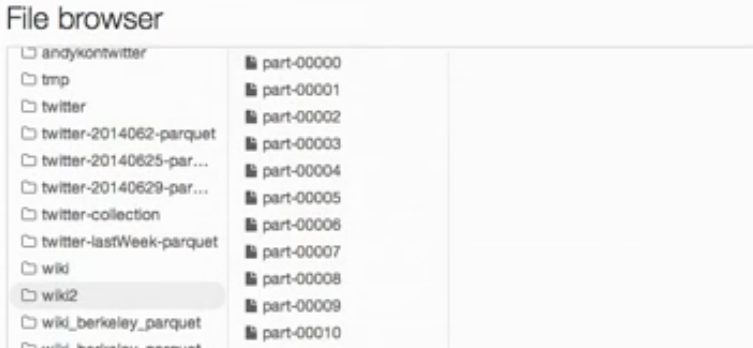 File browser
andykontwitter
tmp
twitter
twitter-2014062-parquet
twitter-20140625-par...
twitter-20140629-par...
twitter-collection
twitter-lastWeek-parquet
wiki
wiki2
wiki_berkeley_parquet
wiki_berkeley_parquet
part-00000
part-00001
part-00002
part-00003
part-00004
part-00005
part-00006
part-00007
part-00008
part-00009
part-00010